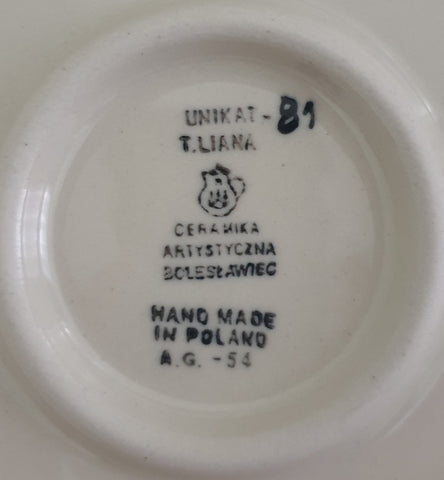 UNIKAT - 81
T.LIANA
CERAMIKA
ARTYSTYCZNA
BOLESŁAWIEC
HAND MADE
IN POLAND
A.G. - 54